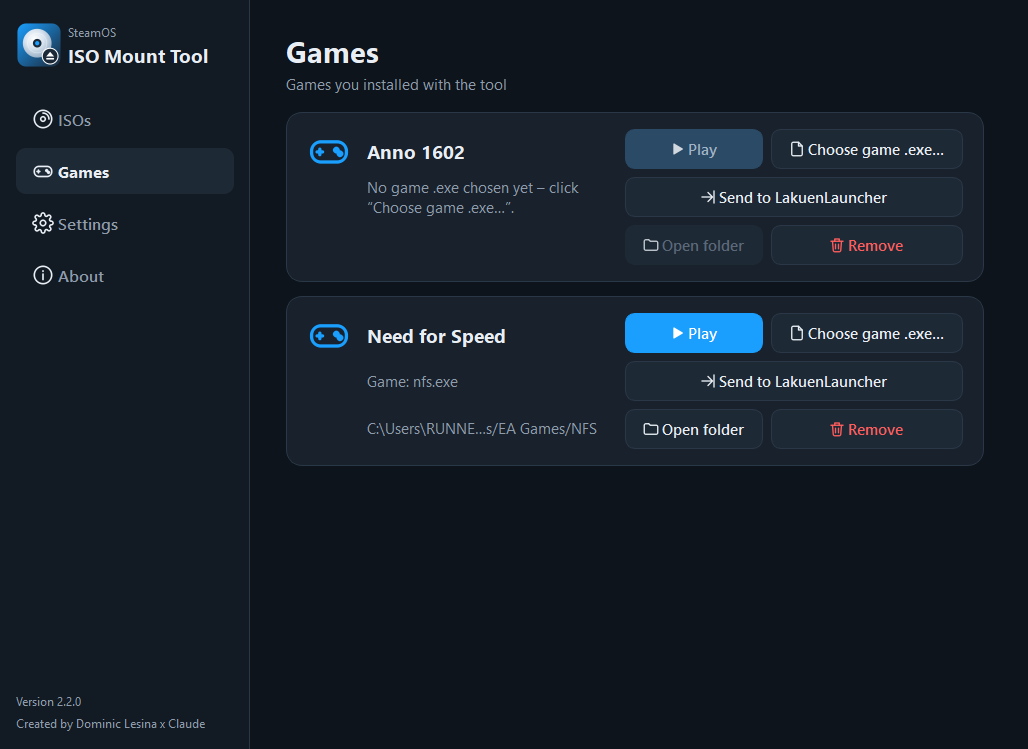 SteamOS
ISO Mount Tool
ISOs
Games
Settings
About
Version 2.2.0
Created by Dominic Lesina x Claude
Games
Games you installed with the tool
Anno 1602
No game .exe chosen yet – click
“Choose game .exe…”.
Play
Choose game .exe…
Send to LakuenLauncher
Open folder
Remove
Need for Speed
Game: nfs.exe
C:\Users\RUNNE…s/EA Games/NFS
Play
Choose game .exe…
Send to LakuenLauncher
Open folder
Remove